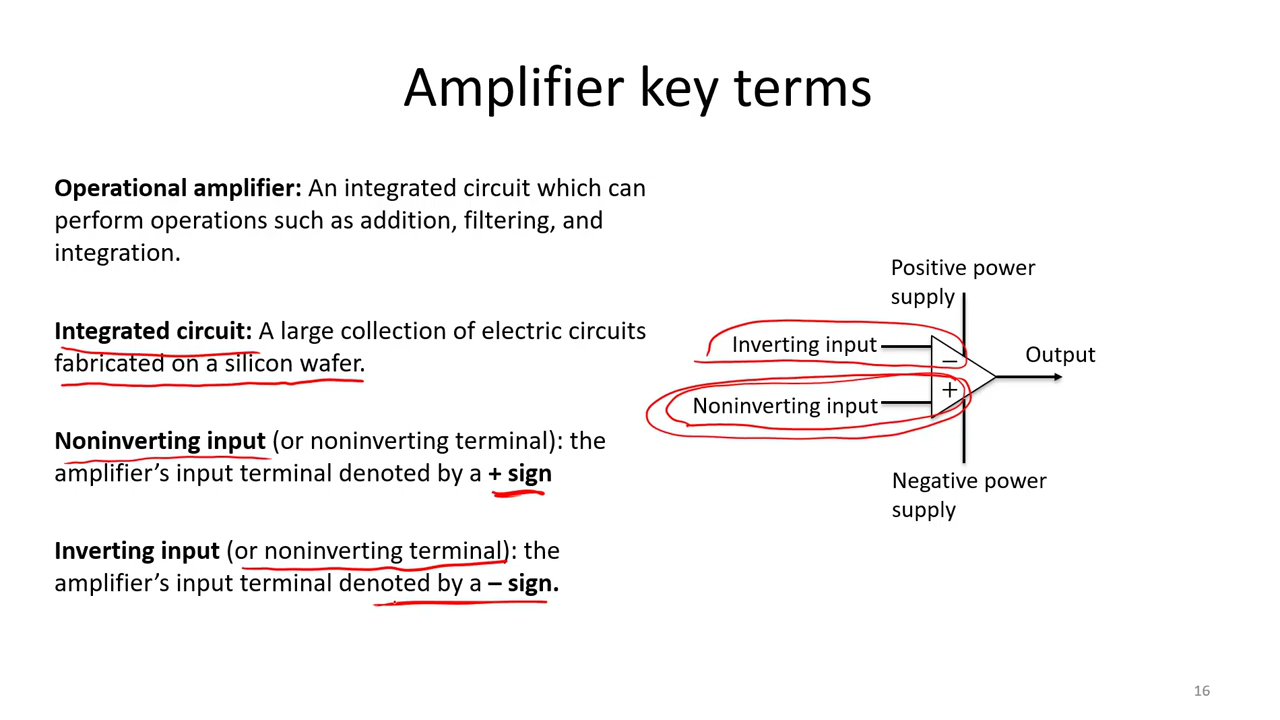 Amplifier key terms
Operational amplifier: An integrated circuit which can
perform operations such as addition, filtering, and
integration.
Integrated circuit: A large collection of electric circuits
fabricated on a silicon wafer.
Noninverting input (or noninverting terminal): the
amplifier’s input terminal denoted by a + sign
Inverting input (or noninverting terminal): the
amplifier’s input terminal denoted by a – sign.
Positive power
supply
Inverting input
–
Output
+
Noninverting input
Negative power
supply
16